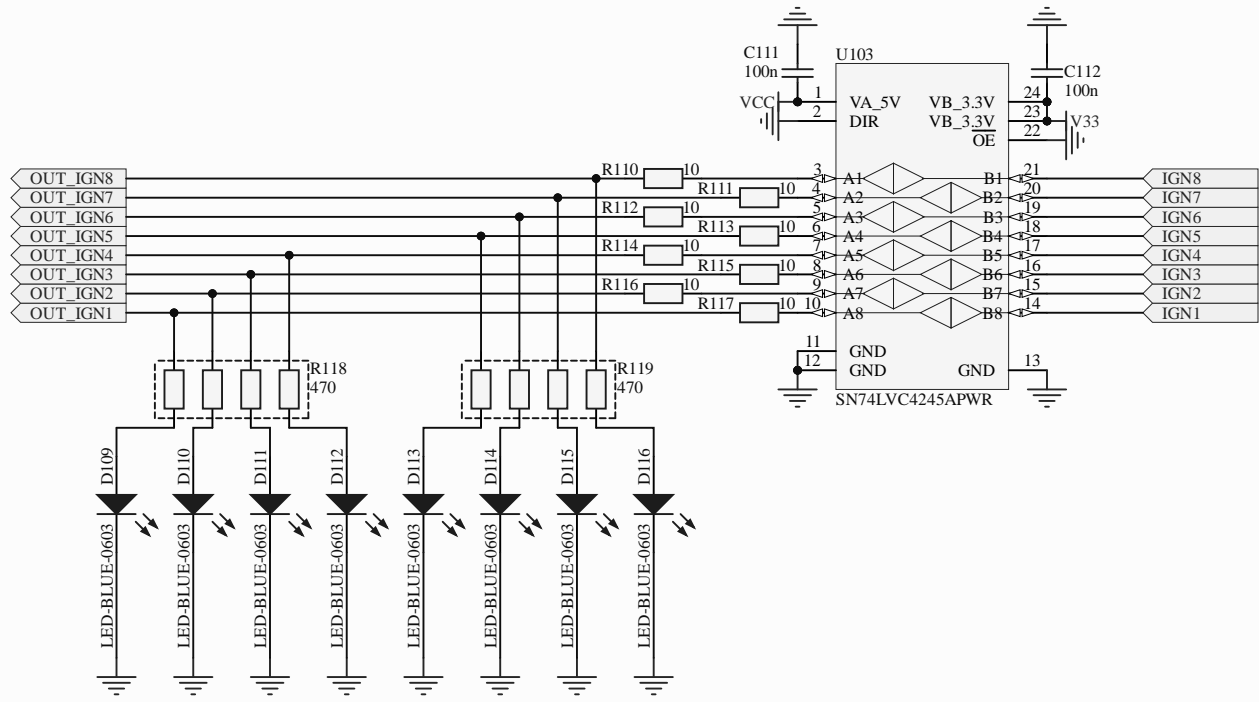 C111
100n
U103
C112
100n
VCC
1
VA_5V
VB_3.3V
24
2
DIR
VB_3.3V
23
V33
OE
22
OUT_IGN8
R110
10
3
A1
B1
21
IGN8
OUT_IGN7
R111
10
4
A2
B2
20
IGN7
OUT_IGN6
R112
10
5
A3
B3
19
IGN6
OUT_IGN5
R113
10
6
A4
B4
18
IGN5
OUT_IGN4
R114
10
7
A5
B5
17
IGN4
OUT_IGN3
R115
10
8
A6
B6
16
IGN3
OUT_IGN2
R116
10
9
A7
B7
15
IGN2
OUT_IGN1
R117
10
10
A8
B8
14
IGN1
11
GND
12
GND
GND
13
SN74LVC4245APWR
R118
470
R119
470
D109
D110
D111
D112
D113
D114
D115
D116
LED-BLUE-0603
LED-BLUE-0603
LED-BLUE-0603
LED-BLUE-0603
LED-BLUE-0603
LED-BLUE-0603
LED-BLUE-0603
LED-BLUE-0603